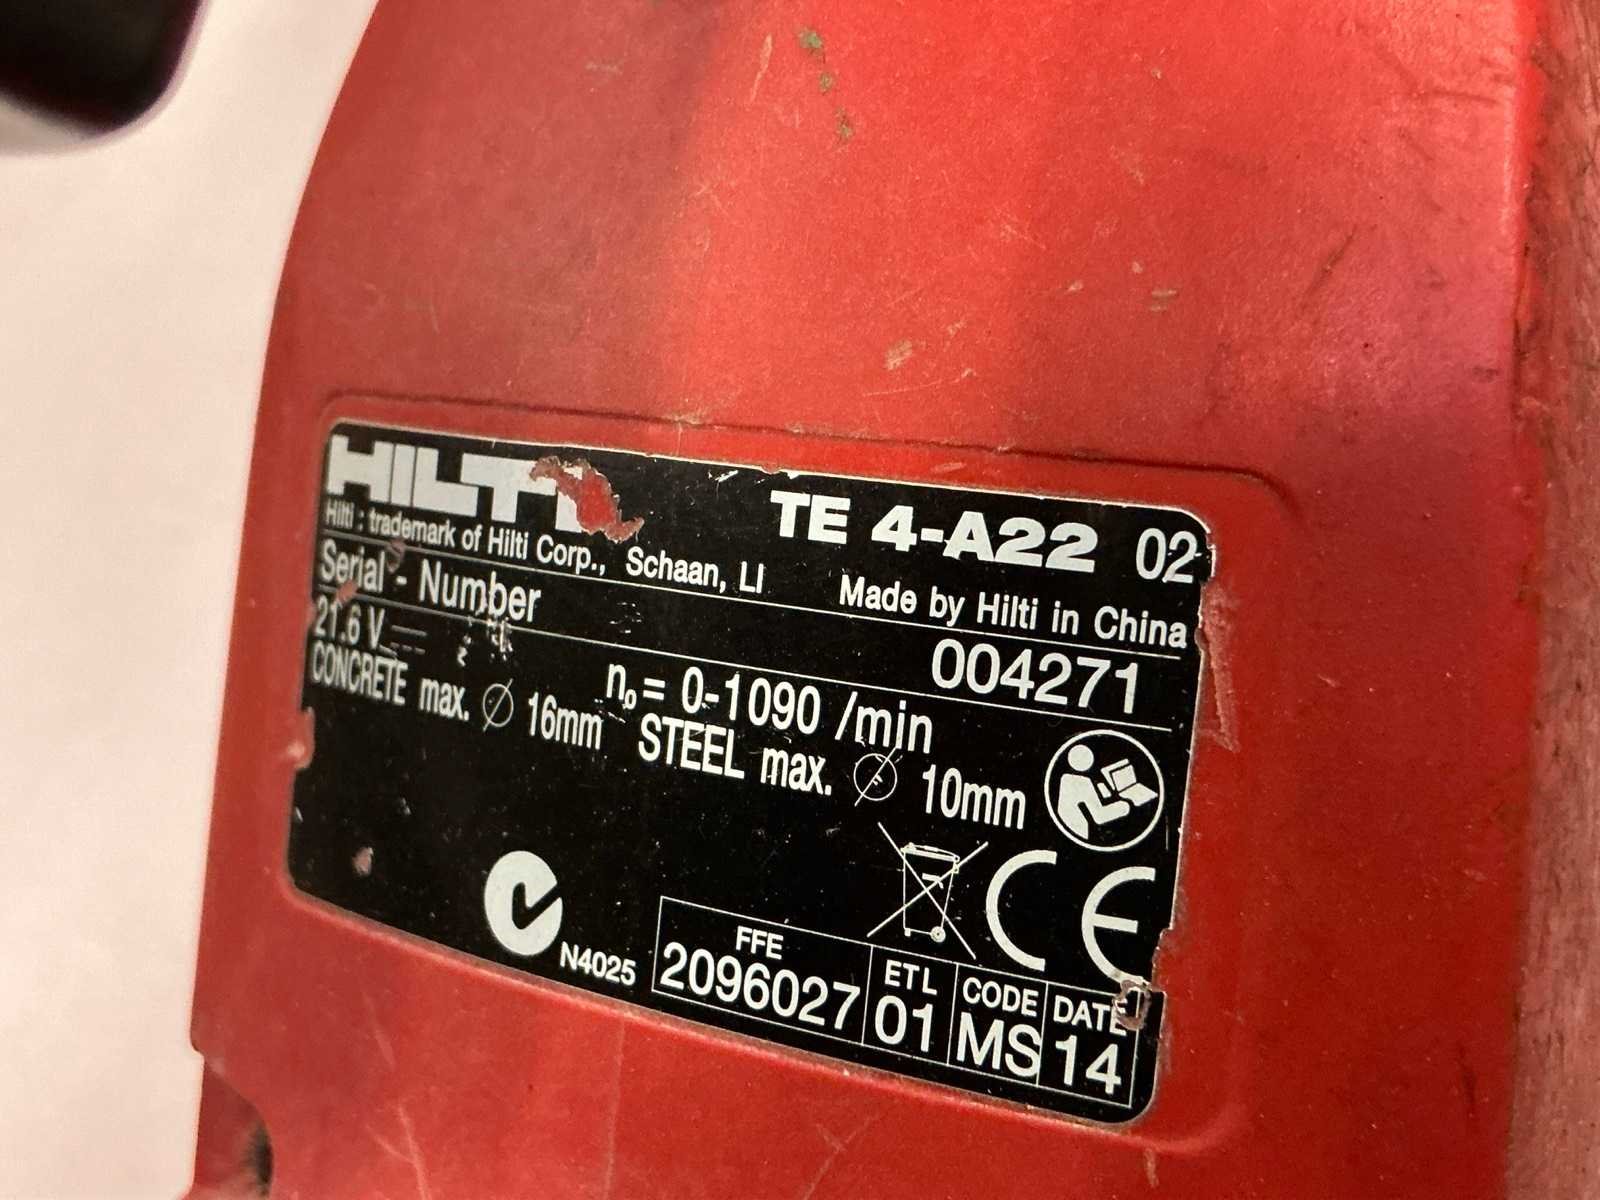 HILTI TE 4-A22 02
Hilti : trademark of Hilti Corp., Schaan, LI Made by Hilti in China
Serial - Number 004271
21.6 V n₀ = 0-1090 /min
CONCRETE max. ∅ 16mm STEEL max. ∅ 10mm
CE
N4025
FFE ETL CODE DATE
2096027 01 MS 14